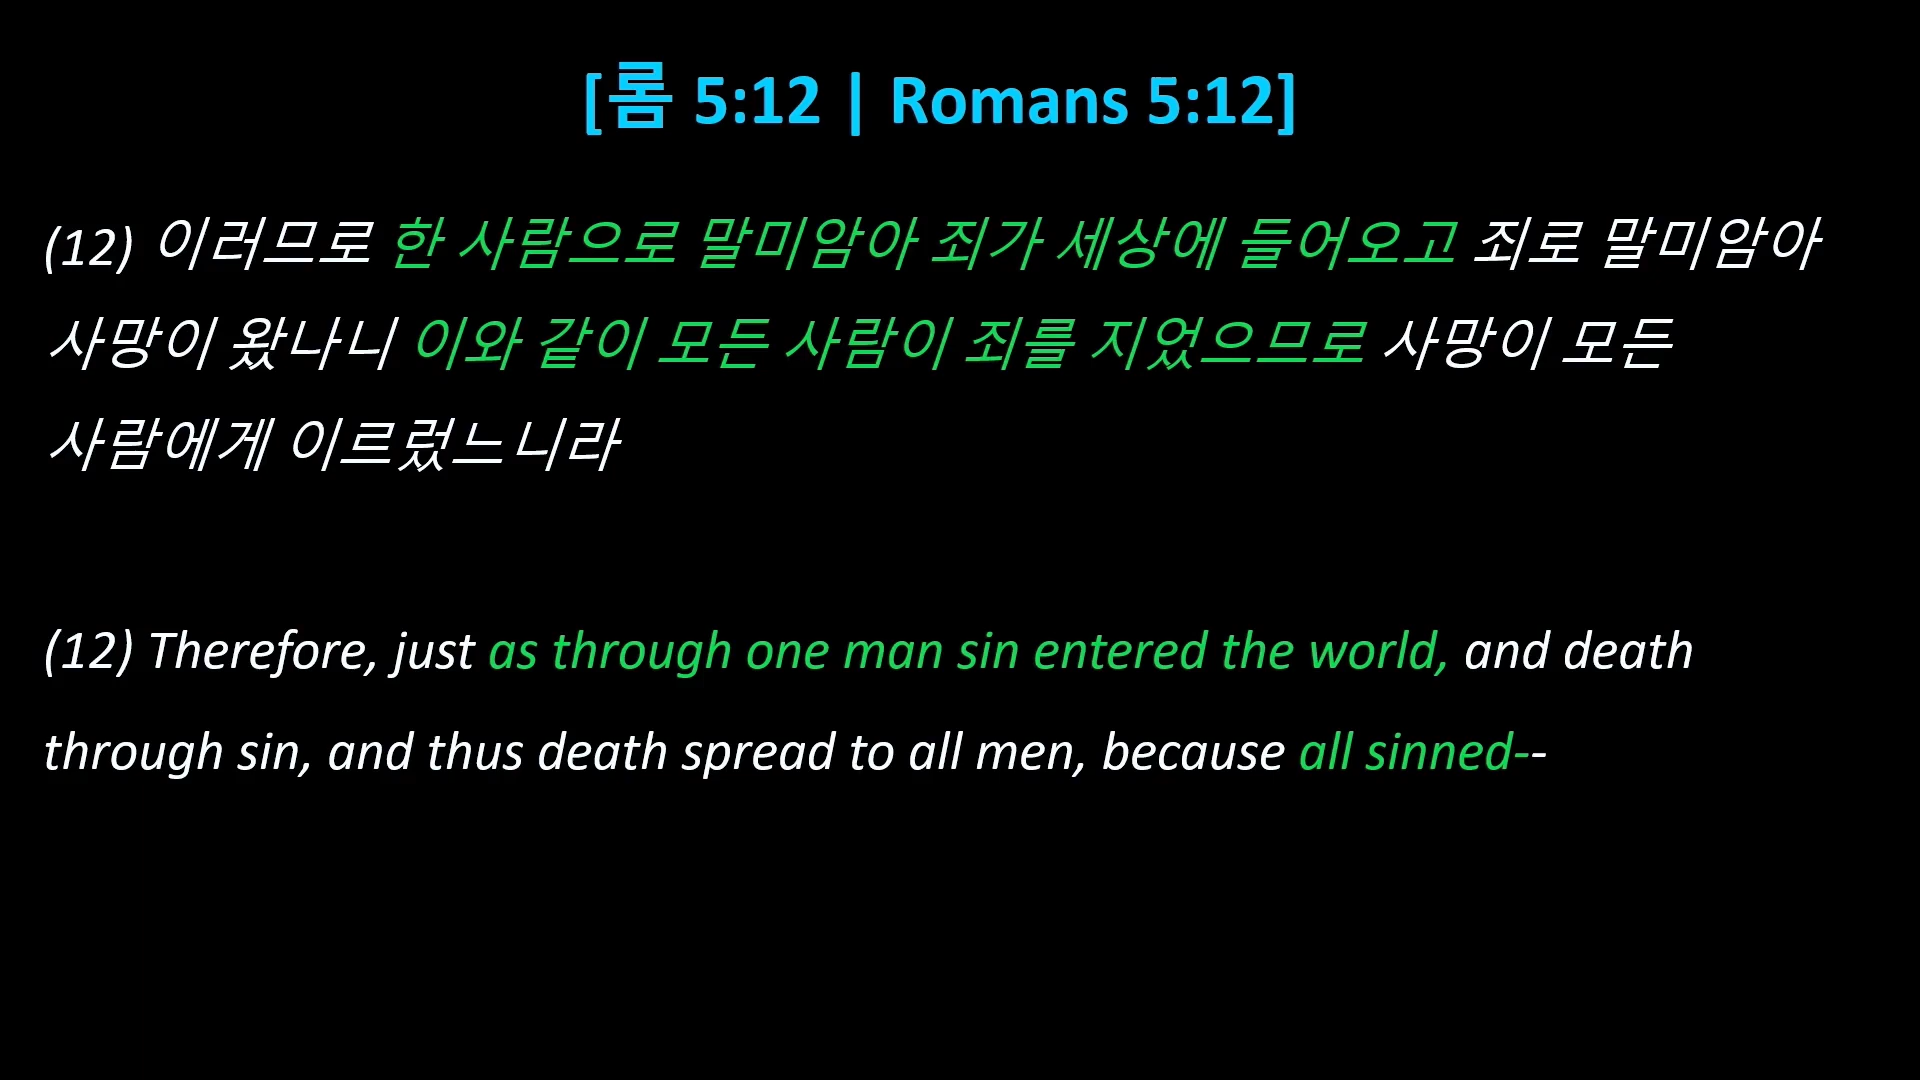 [롬 5:12 | Romans 5:12]
(12) 이러므로 한 사람으로 말미암아 죄가 세상에 들어오고 죄로 말미암아
사망이 왔나니 이와 같이 모든 사람이 죄를 지었으므로 사망이 모든
사람에게 이르렀느니라
(12) Therefore, just as through one man sin entered the world, and death
through sin, and thus death spread to all men, because all sinned--